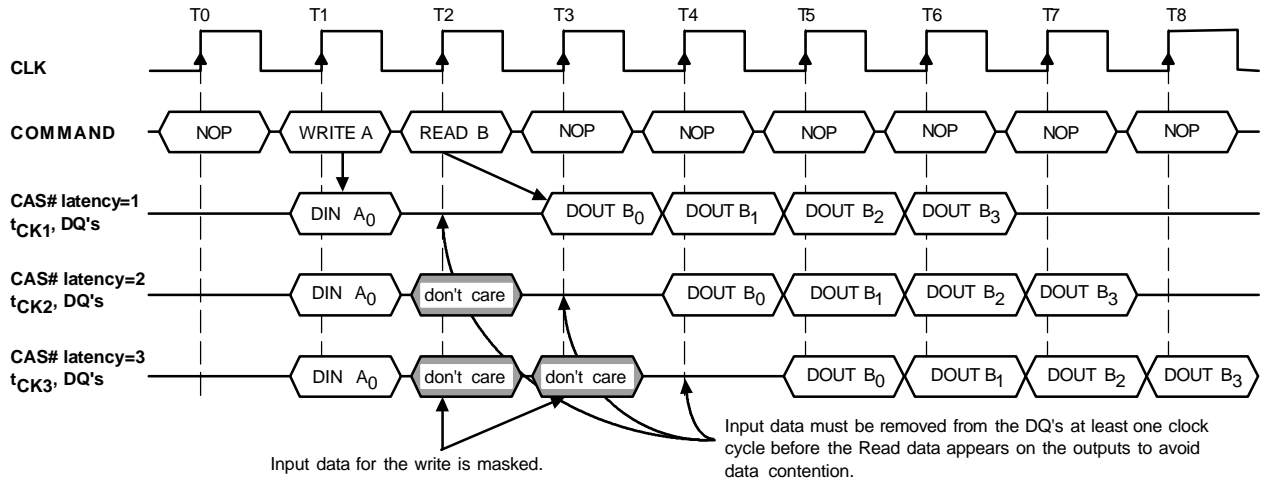 T0 T1 T2 T3 T4 T5 T6 T7 T8
CLK
COMMAND NOP WRITE A READ B NOP NOP NOP NOP NOP NOP
CAS# latency=1
tCK1, DQ's DIN A0 DOUT B0 DOUT B1 DOUT B2 DOUT B3
CAS# latency=2
tCK2, DQ's DIN A0 don't care DOUT B0 DOUT B1 DOUT B2 DOUT B3
CAS# latency=3
tCK3, DQ's DIN A0 don't care don't care DOUT B0 DOUT B1 DOUT B2 DOUT B3
Input data for the write is masked.
Input data must be removed from the DQ's at least one clock
cycle before the Read data appears on the outputs to avoid
data contention.